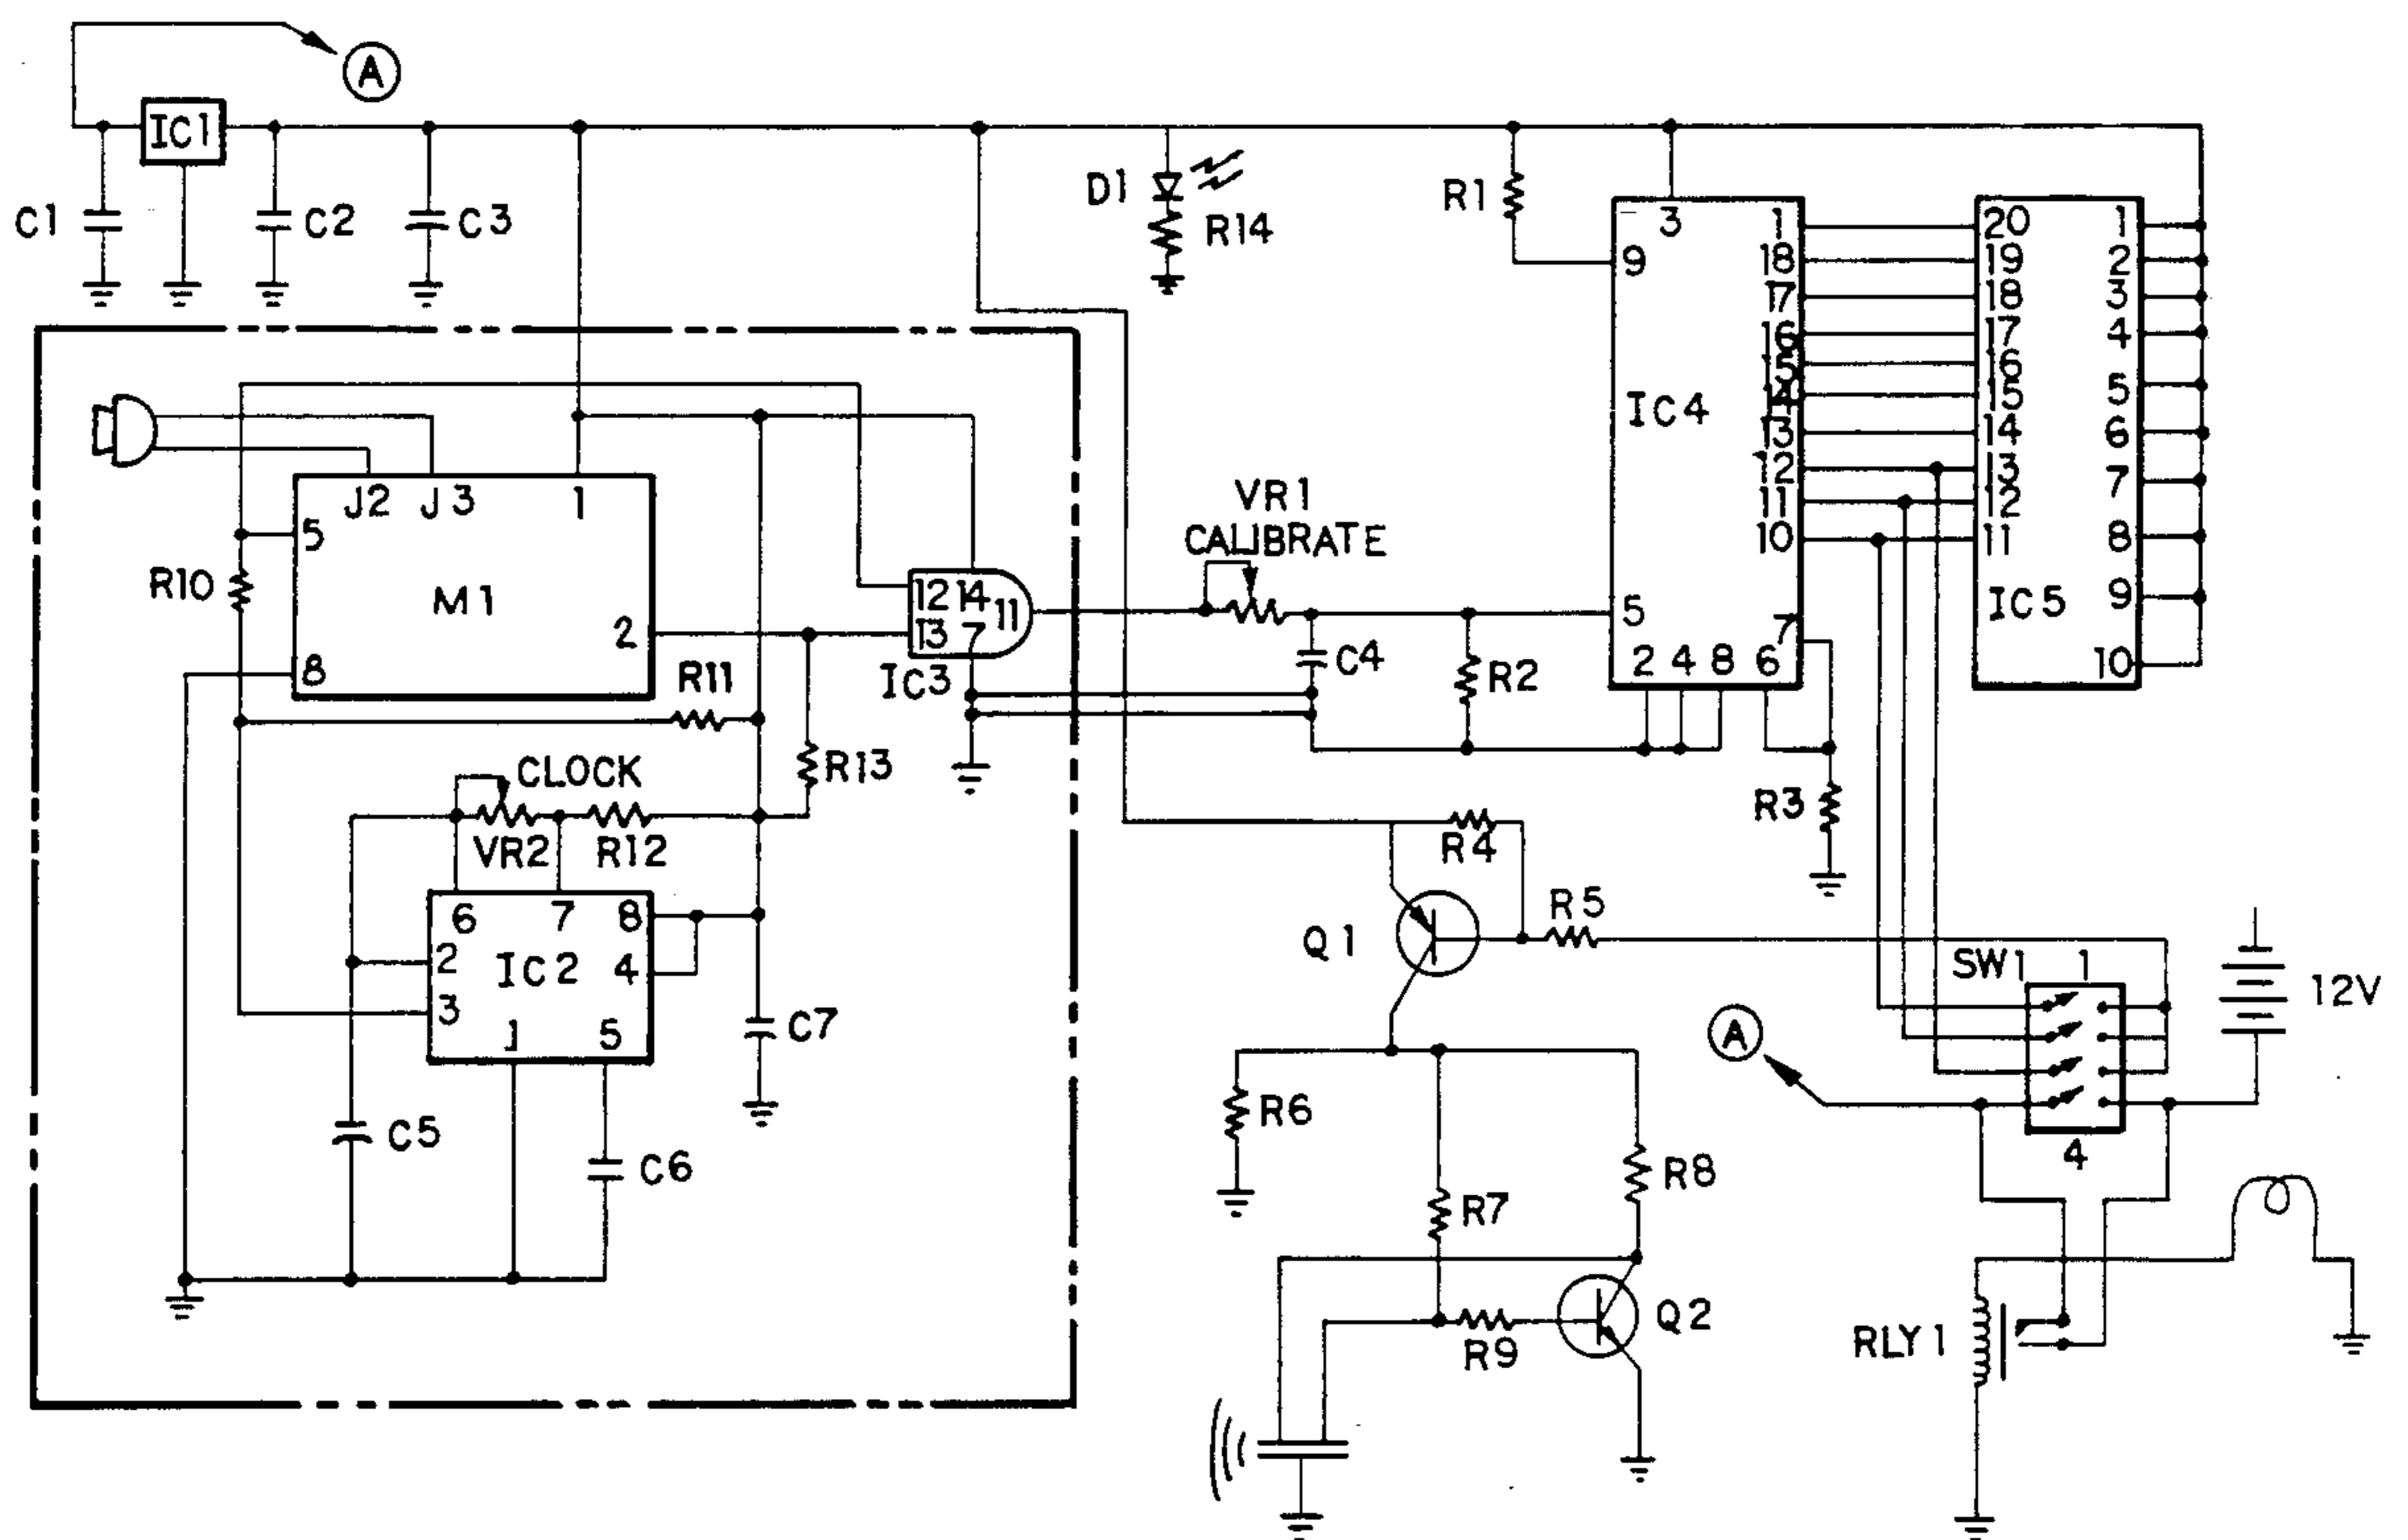 A
IC1
C1
C2
C3
D1
R14
R1
3
9
1
18
17
16
15
14
13
12
11
10
IC4
5
7
2 4 8 6
20
19
18
17
16
15
14
13
12
11
IC5
1
2
3
4
5
6
7
8
9
10
J2 J3 1
5
R10
M1
2
8
12 14
11
13 7
IC3
VR1
CALIBRATE
C4
R2
R3
R11
R13
CLOCK
VR2
R12
6 7 8
2
4
IC2
3
1
5
C7
C5
C6
R4
R5
Q1
R6
R7
R8
R9
Q2
SW1 1
4
A
12V
RLY1